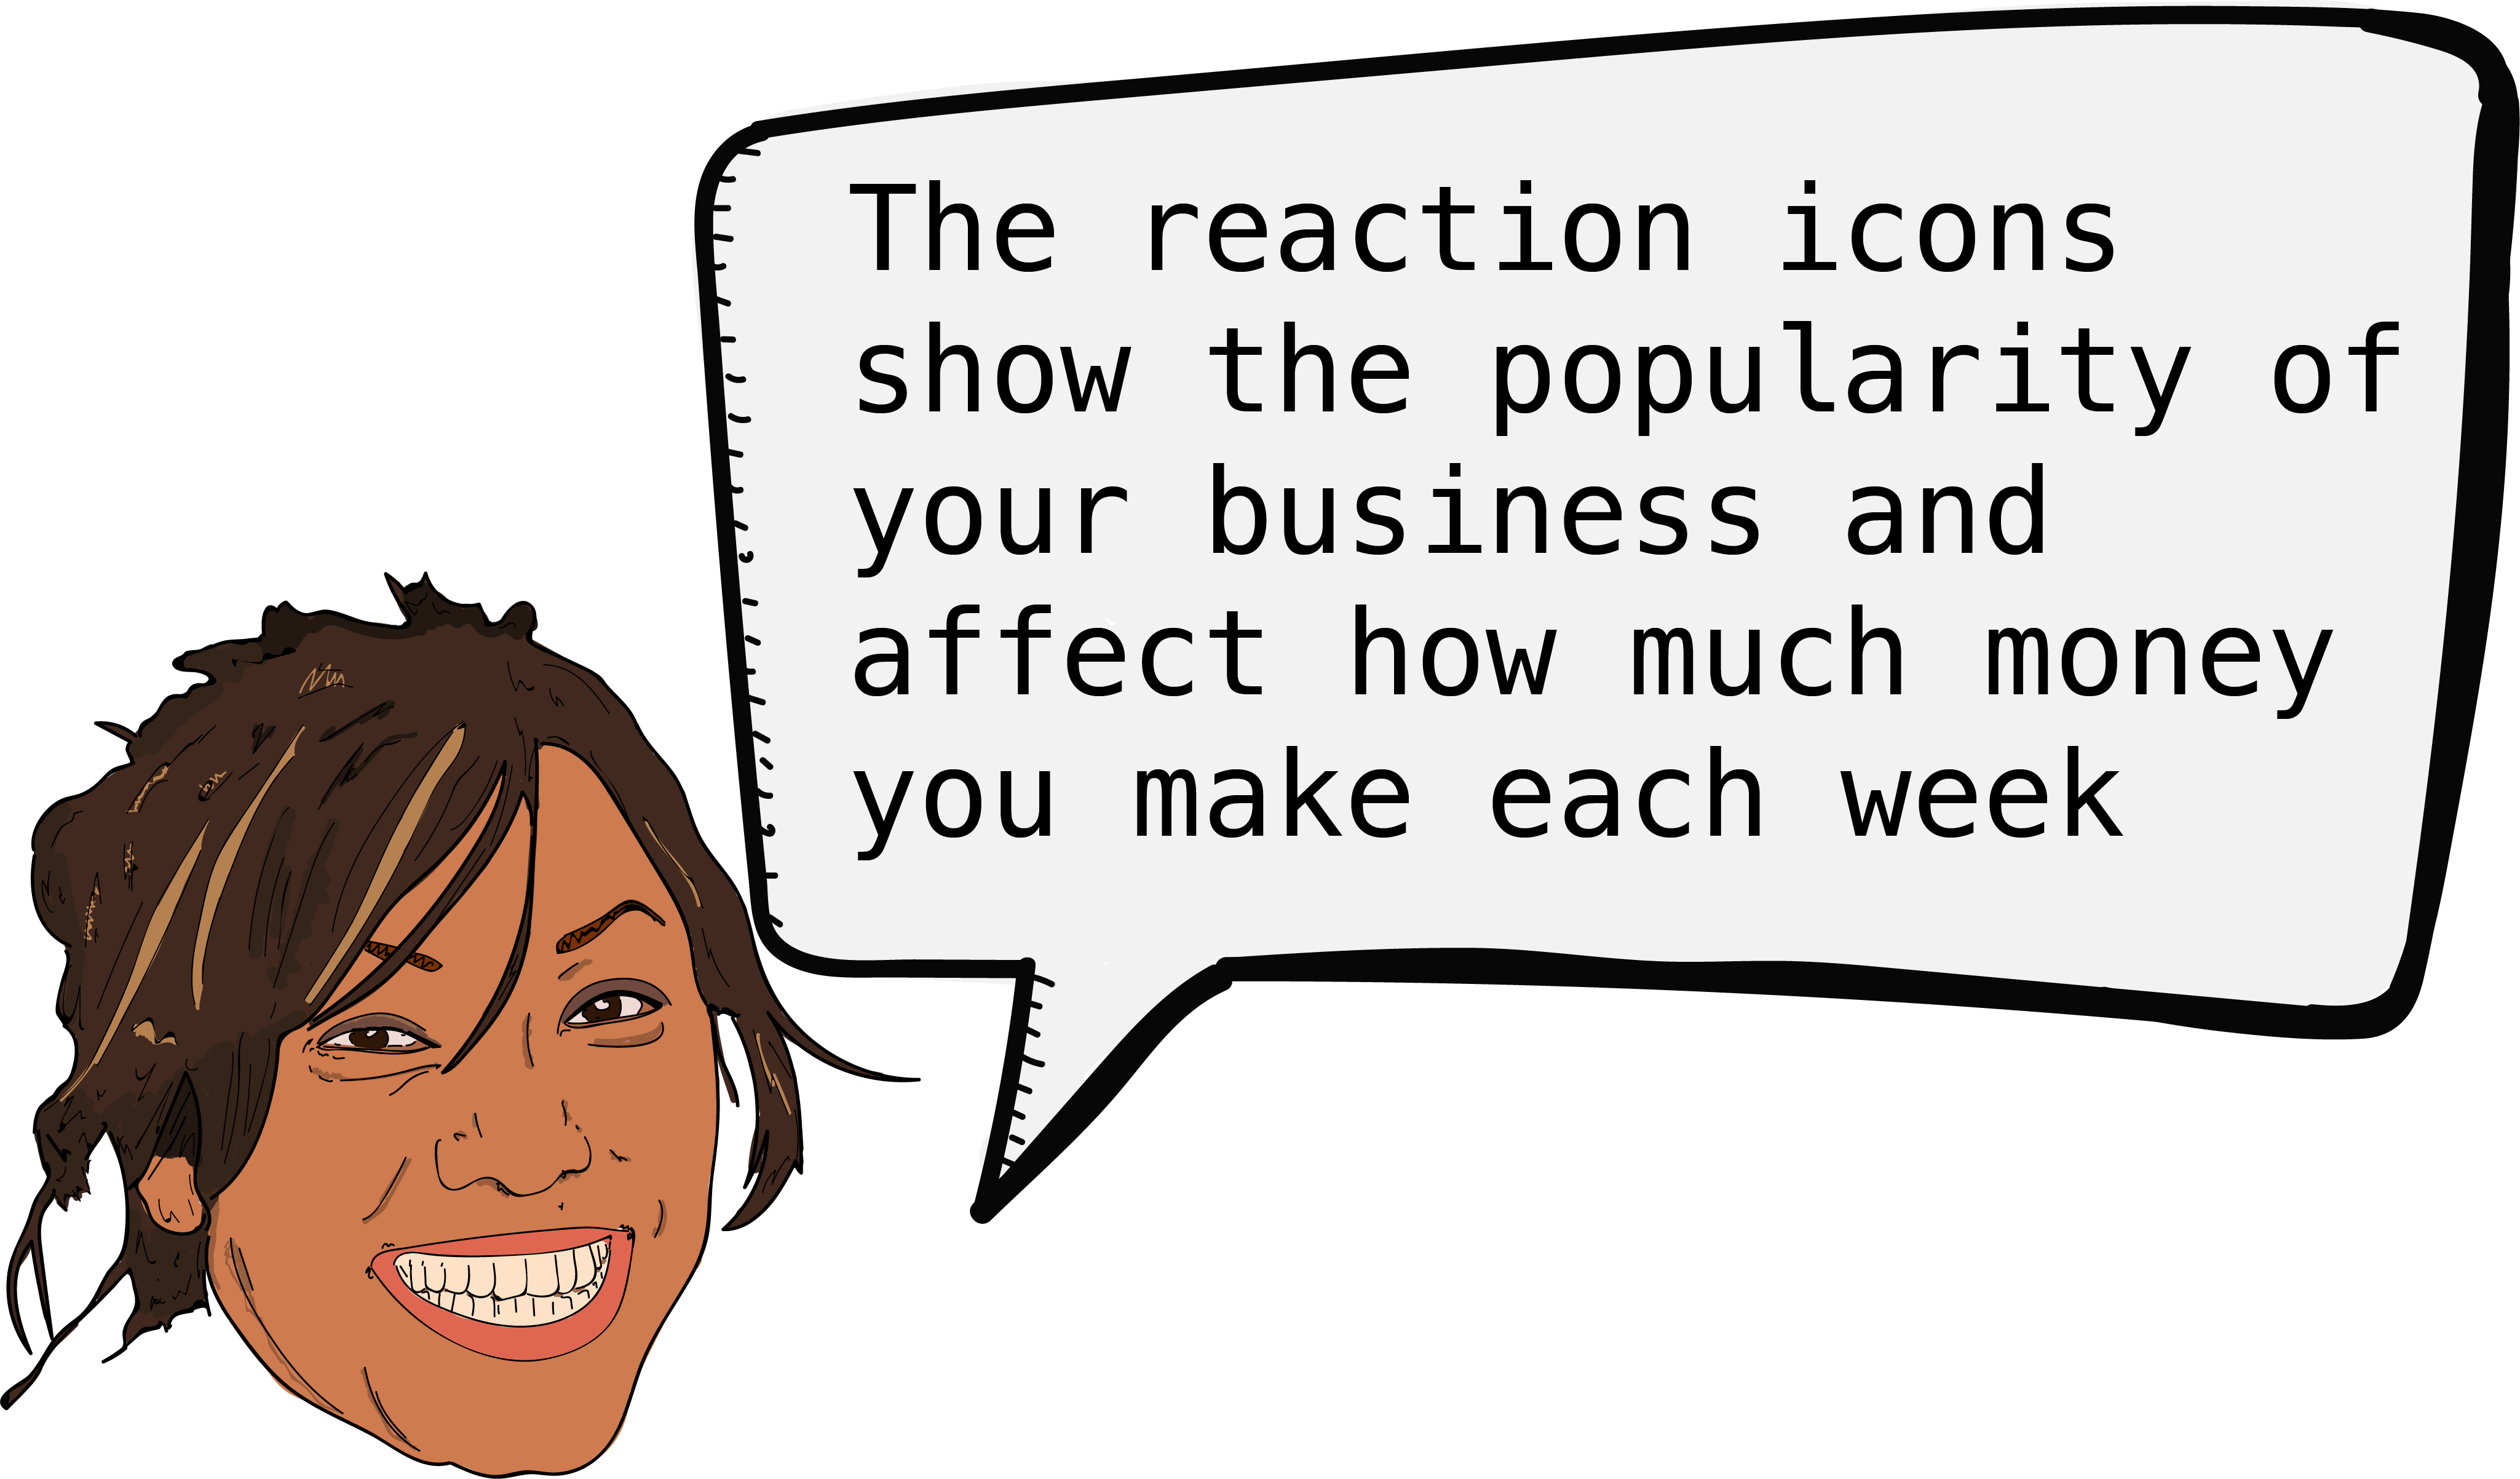 The reaction icons
show the popularity of
your business and
affect how much money
you make each week